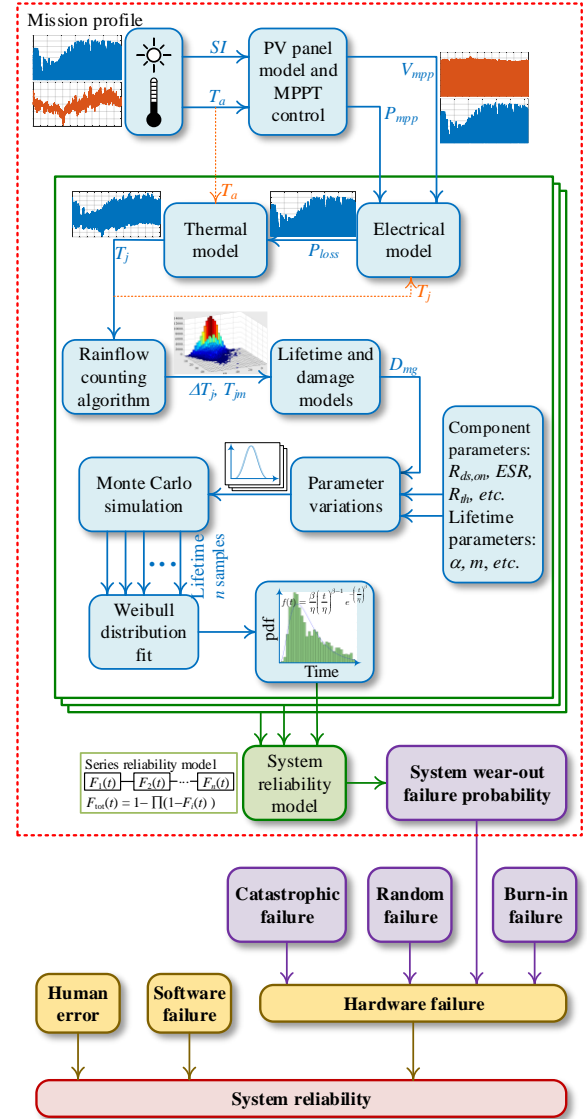 Mission profile
SI
T_a
PV panel
model and
MPPT
control
V_mpp
P_mpp
T_a
Thermal
model
P_loss
Electrical
model
T_j
T_j
Rainflow
counting
algorithm
ΔT_j, T_jm
Lifetime and
damage
models
D_mg
Component
parameters:
R_ds,on, ESR,
R_th, etc.
Lifetime
parameters:
α, m, etc.
Monte Carlo
simulation
Parameter
variations
Lifetime
n samples
Weibull
distribution
fit
pdf
f(t) = β/η (t/η)^(β−1) e^(−(t/η)^β)
Time
Series reliability model
F_1(t) F_2(t) ··· F_n(t)
F_tot(t) = 1− ∏(1−F_i(t) )
System
reliability
model
System wear-out
failure probability
Catastrophic
failure
Random
failure
Burn-in
failure
Human
error
Software
failure
Hardware failure
System reliability